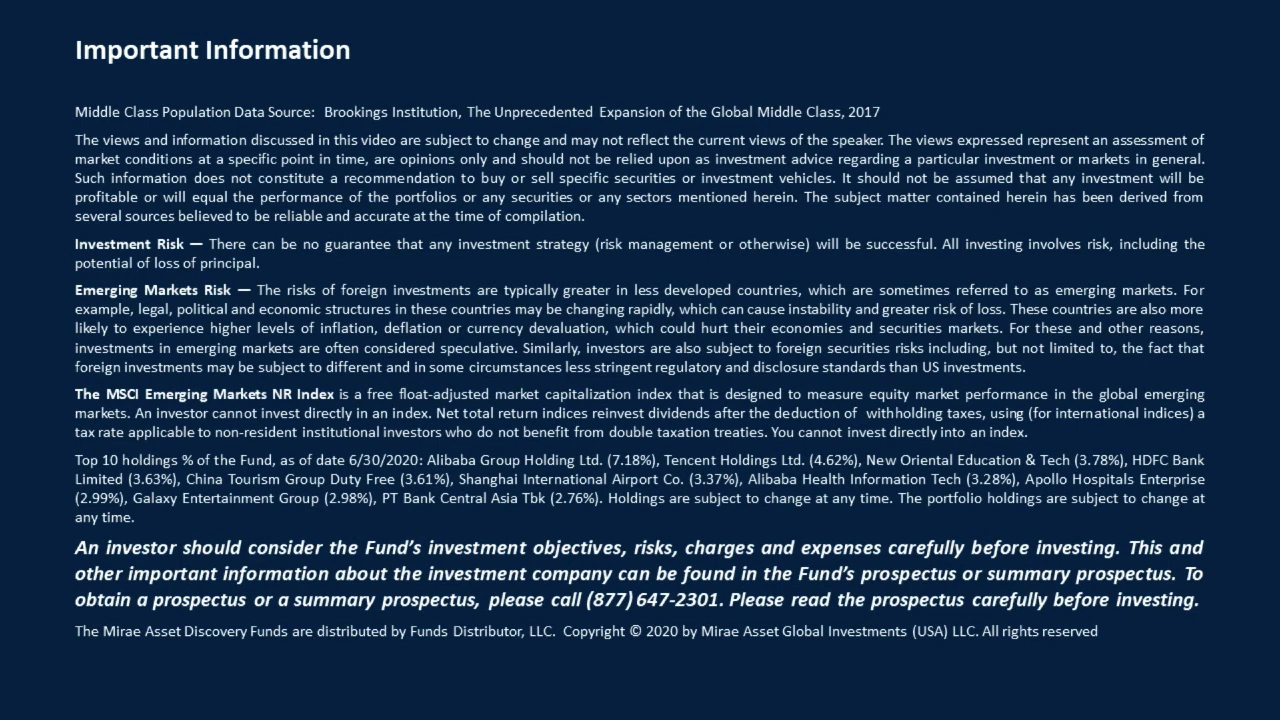 Important Information
Middle Class Population Data Source: Brookings Institution, The Unprecedented Expansion of the Global Middle Class, 2017
The views and information discussed in this video are subject to change and may not reflect the current views of the speaker. The views expressed represent an assessment of
market conditions at a specific point in time, are opinions only and should not be relied upon as investment advice regarding a particular investment or markets in general.
Such information does not constitute a recommendation to buy or sell specific securities or investment vehicles. It should not be assumed that any investment will be
profitable or will equal the performance of the portfolios or any securities or any sectors mentioned herein. The subject matter contained herein has been derived from
several sources believed to be reliable and accurate at the time of compilation.
Investment Risk — There can be no guarantee that any investment strategy (risk management or otherwise) will be successful. All investing involves risk, including the
potential of loss of principal.
Emerging Markets Risk — The risks of foreign investments are typically greater in less developed countries, which are sometimes referred to as emerging markets. For
example, legal, political and economic structures in these countries may be changing rapidly, which can cause instability and greater risk of loss. These countries are also more
likely to experience higher levels of inflation, deflation or currency devaluation, which could hurt their economies and securities markets. For these and other reasons,
investments in emerging markets are often considered speculative. Similarly, investors are also subject to foreign securities risks including, but not limited to, the fact that
foreign investments may be subject to different and in some circumstances less stringent regulatory and disclosure standards than US investments.
The MSCI Emerging Markets NR Index is a free float-adjusted market capitalization index that is designed to measure equity market performance in the global emerging
markets. An investor cannot invest directly in an index. Net total return indices reinvest dividends after the deduction of withholding taxes, using (for international indices) a
tax rate applicable to non-resident institutional investors who do not benefit from double taxation treaties. You cannot invest directly into an index.
Top 10 holdings % of the Fund, as of date 6/30/2020: Alibaba Group Holding Ltd. (7.18%), Tencent Holdings Ltd. (4.62%), New Oriental Education & Tech (3.78%), HDFC Bank
Limited (3.63%), China Tourism Group Duty Free (3.61%), Shanghai International Airport Co. (3.37%), Alibaba Health Information Tech (3.28%), Apollo Hospitals Enterprise
(2.99%), Galaxy Entertainment Group (2.98%), PT Bank Central Asia Tbk (2.76%). Holdings are subject to change at any time. The portfolio holdings are subject to change at
any time.
An investor should consider the Fund's investment objectives, risks, charges and expenses carefully before investing. This and
other important information about the investment company can be found in the Fund's prospectus or summary prospectus. To
obtain a prospectus or a summary prospectus, please call (877) 647-2301. Please read the prospectus carefully before investing.
The Mirae Asset Discovery Funds are distributed by Funds Distributor, LLC. Copyright © 2020 by Mirae Asset Global Investments (USA) LLC. All rights reserved